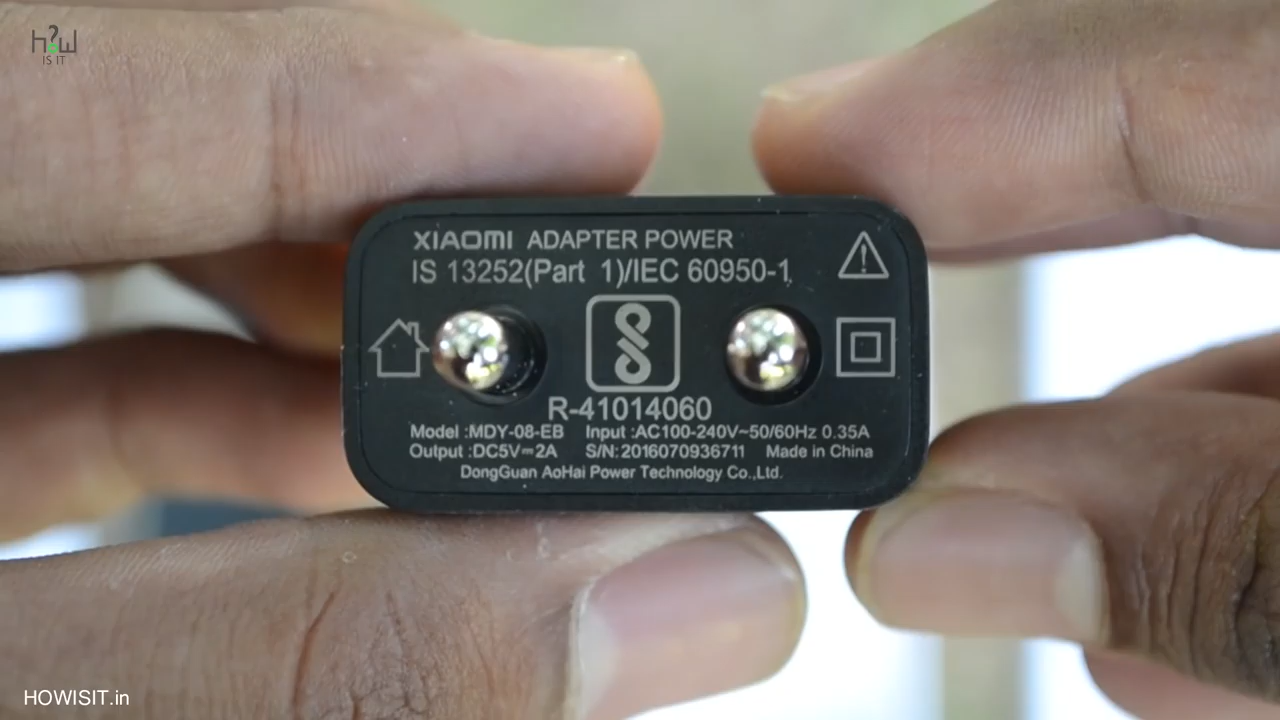 H?W
IS IT
XIAOMI ADAPTER POWER
IS 13252(Part 1)/IEC 60950-1,
R-41014060
Model :MDY-08-EB Input :AC100-240V~50/60Hz 0.35A
Output :DC5V⎓2A S/N:2016070936711 Made in China
DongGuan AoHai Power Technology Co.,Ltd.
HOWISIT.in